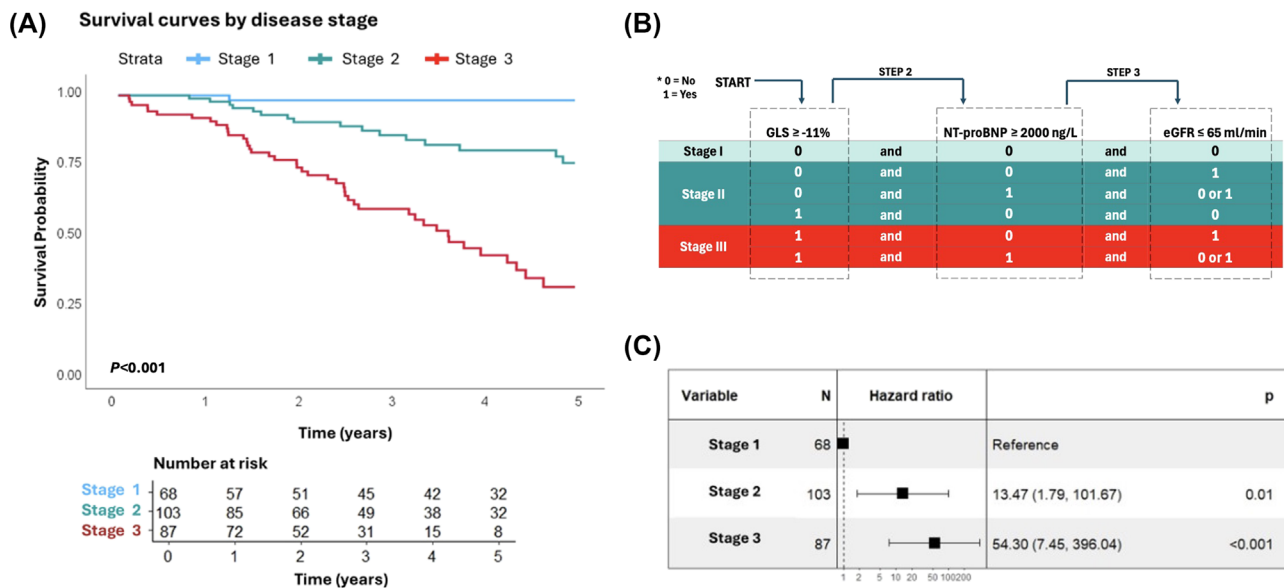 (A)
Survival curves by disease stage
Strata Stage 1 Stage 2 Stage 3
Survival Probability
1.00
0.75
0.50
0.25
0.00
P<0.001
0 1 2 3 4 5
Time (years)
Number at risk
Stage 1 68 57 51 45 42 32
Stage 2 103 85 66 49 38 32
Stage 3 87 72 52 31 15 8
0 1 2 3 4 5
Time (years)
(B)
* 0 = No
1 = Yes
START
STEP 2
STEP 3
GLS ≥ -11% NT-proBNP ≥ 2000 ng/L eGFR ≤ 65 ml/min
Stage I 0 and 0 and 0
0 and 0 and 1
Stage II 0 and 1 and 0 or 1
1 and 0 and 0
Stage III 1 and 0 and 1
1 and 1 and 0 or 1
(C)
Variable N Hazard ratio p
Stage 1 68 Reference
Stage 2 103 13.47 (1.79, 101.67) 0.01
Stage 3 87 54.30 (7.45, 396.04) <0.001
1 2 5 10 20 50 100 200